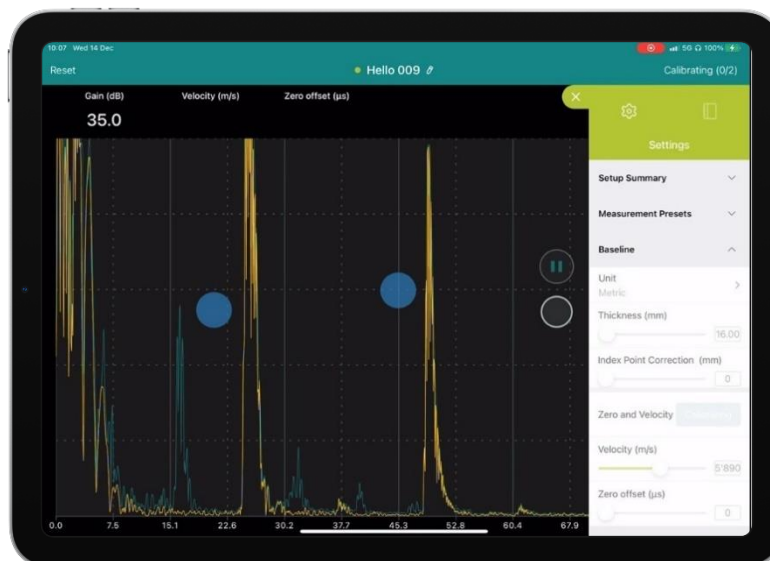 10:07 Wed 14 Dec
5G 100%
Reset
Hello 009
Calibrating (0/2)
Gain (dB)
Velocity (m/s)
Zero offset (µs)
35.0
Settings
Setup Summary
Measurement Presets
Baseline
Unit
Metric
Thickness (mm)
16.00
Index Point Correction (mm)
0
Zero and Velocity
Velocity (m/s)
5'890
Zero offset (µs)
0
0.0 7.5 15.1 22.6 30.2 37.7 45.3 52.8 60.4 67.9